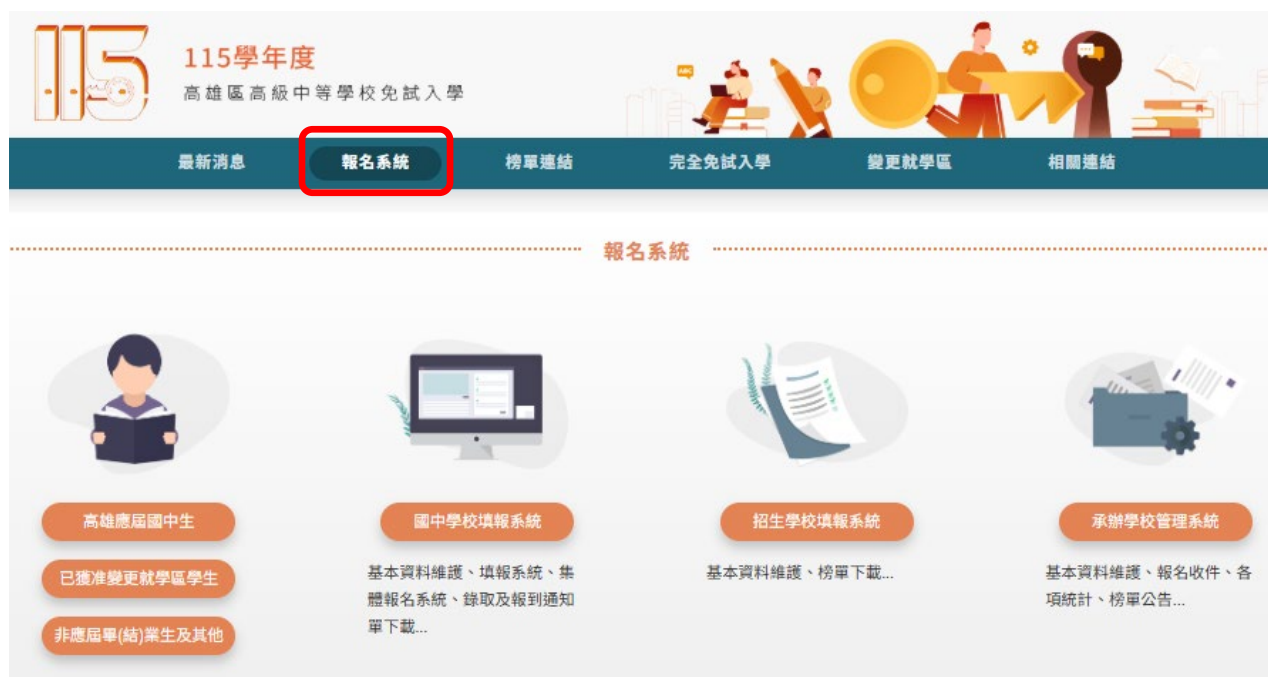 115
115學年度
高雄區高級中等學校免試入學
ABC
最新消息
報名系統
榜單連結
完全免試入學
變更就學區
相關連結
報名系統
高雄應屆國中生
已獲准變更就學區學生
非應屆畢(結)業生及其他
國中學校填報系統
基本資料維護、填報系統、集
體報名系統、錄取及報到通知
單下載...
招生學校填報系統
基本資料維護、榜單下載...
承辦學校管理系統
基本資料維護、報名收件、各
項統計、榜單公告...